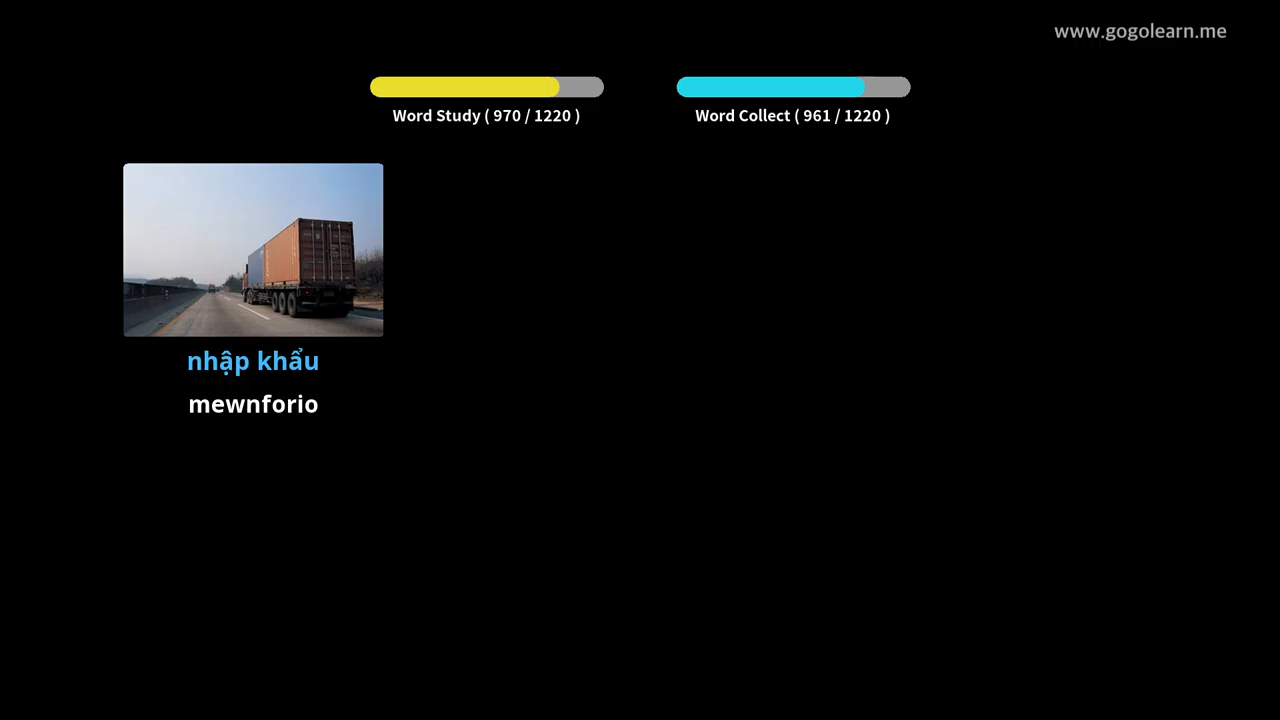 www.gogolearn.me
Word Study ( 970 / 1220 )
Word Collect ( 961 / 1220 )
nhập khẩu
mewnforio